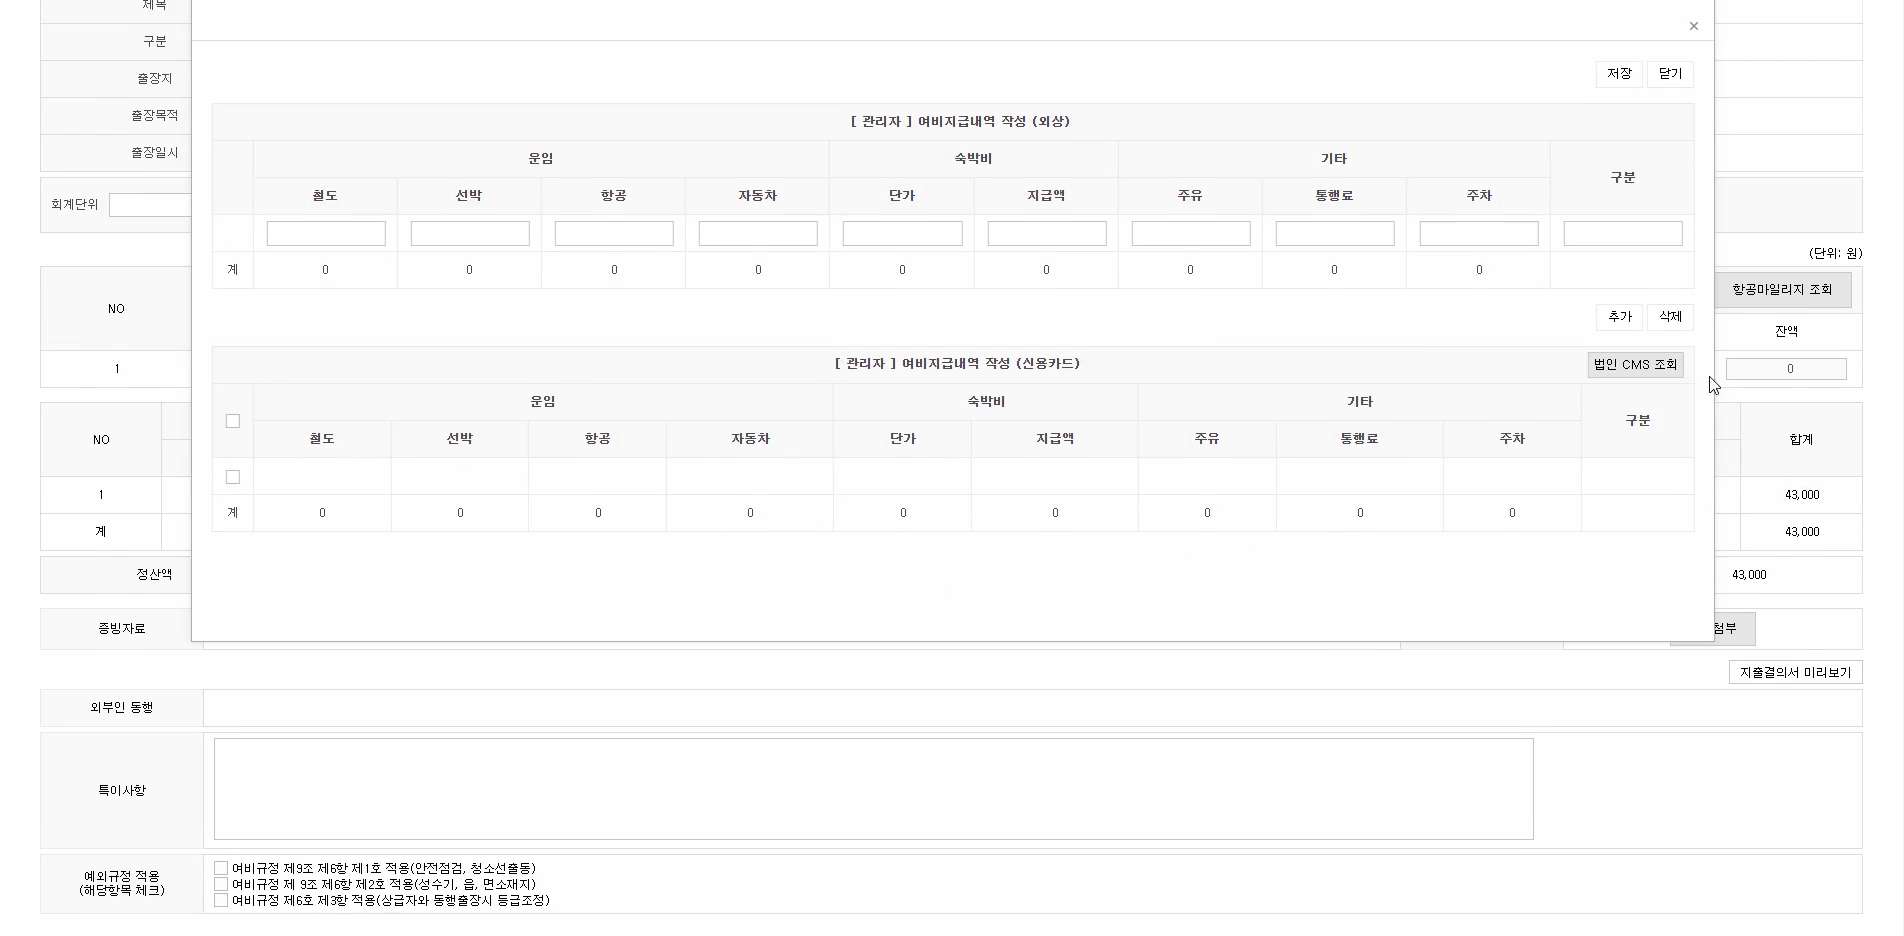 제목
구분
출장지
출장목적
출장일시
회계단위
×
저장 닫기
[ 관리자 ] 여비지급내역 작성 (외상)
운임 숙박비 기타 구분
철도 선박 항공 자동차 단가 지급액 주유 통행료 주차
계 0 0 0 0 0 0 0 0 0
추가 삭제
[ 관리자 ] 여비지급내역 작성 (신용카드) 법인 CMS 조회
운임 숙박비 기타 구분
철도 선박 항공 자동차 단가 지급액 주유 통행료 주차
계 0 0 0 0 0 0 0 0 0
(단위: 원)
NO 항공마일리지 조회
잔액
1 0
NO 합계
1 43,000
계 43,000
정산액 43,000
증빙자료 첨부
지출결의서 미리보기
외부인 동행
특이사항
예외규정 적용
(해당항목 체크)
여비규정 제9조 제6항 제1호 적용(안전점검, 청소선출동)
여비규정 제 9조 제6항 제2호 적용(성수기, 읍, 면소재지)
여비규정 제6호 제3항 적용(상급자와 동행출장시 등급조정)